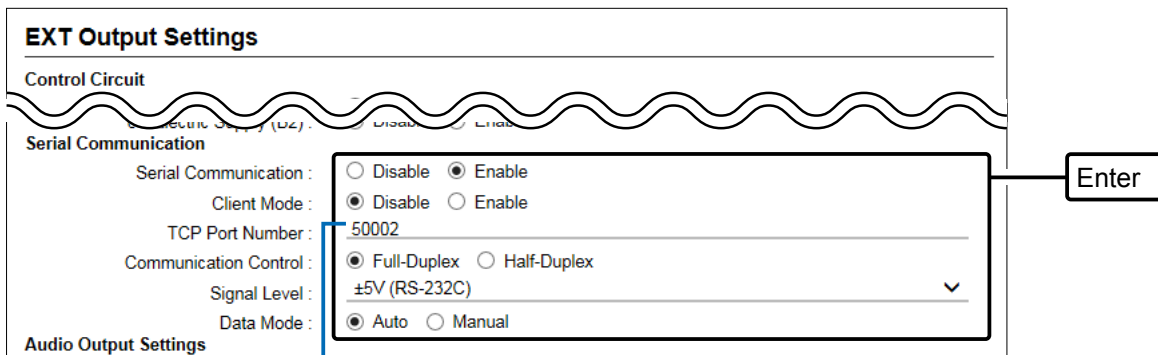 EXT Output Settings
Control Circuit
Serial Communication
Serial Communication : Disable Enable
Enter
Client Mode : Disable Enable
TCP Port Number : 50002
Communication Control : Full-Duplex Half-Duplex
Signal Level : ±5V (RS-232C)
Data Mode : Auto Manual
Audio Output Settings